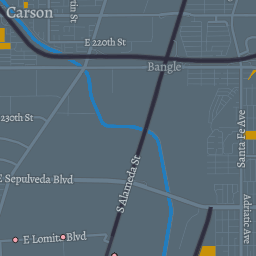 Carson
E 220th St
Bangle
230th St
Santa Fe Ave
E Sepulveda Blvd
S Alameda St
Adriatic Ave
E Lomita Blvd